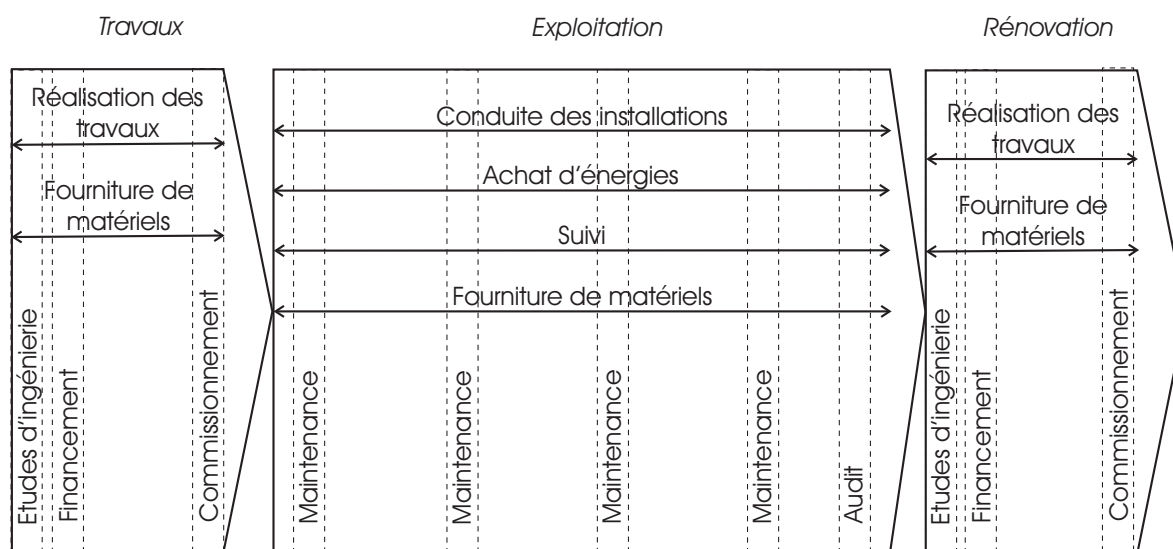 Travaux
Exploitation
Rénovation
Réalisation des
travaux
Fourniture de
matériels
Etudes d'ingénierie
Financement
Commissionnement
Conduite des installations
Achat d'énergies
Suivi
Fourniture de matériels
Maintenance
Maintenance
Maintenance
Maintenance
Audit
Réalisation des
travaux
Fourniture de
matériels
Etudes d'ingénierie
Financement
Commissionnement